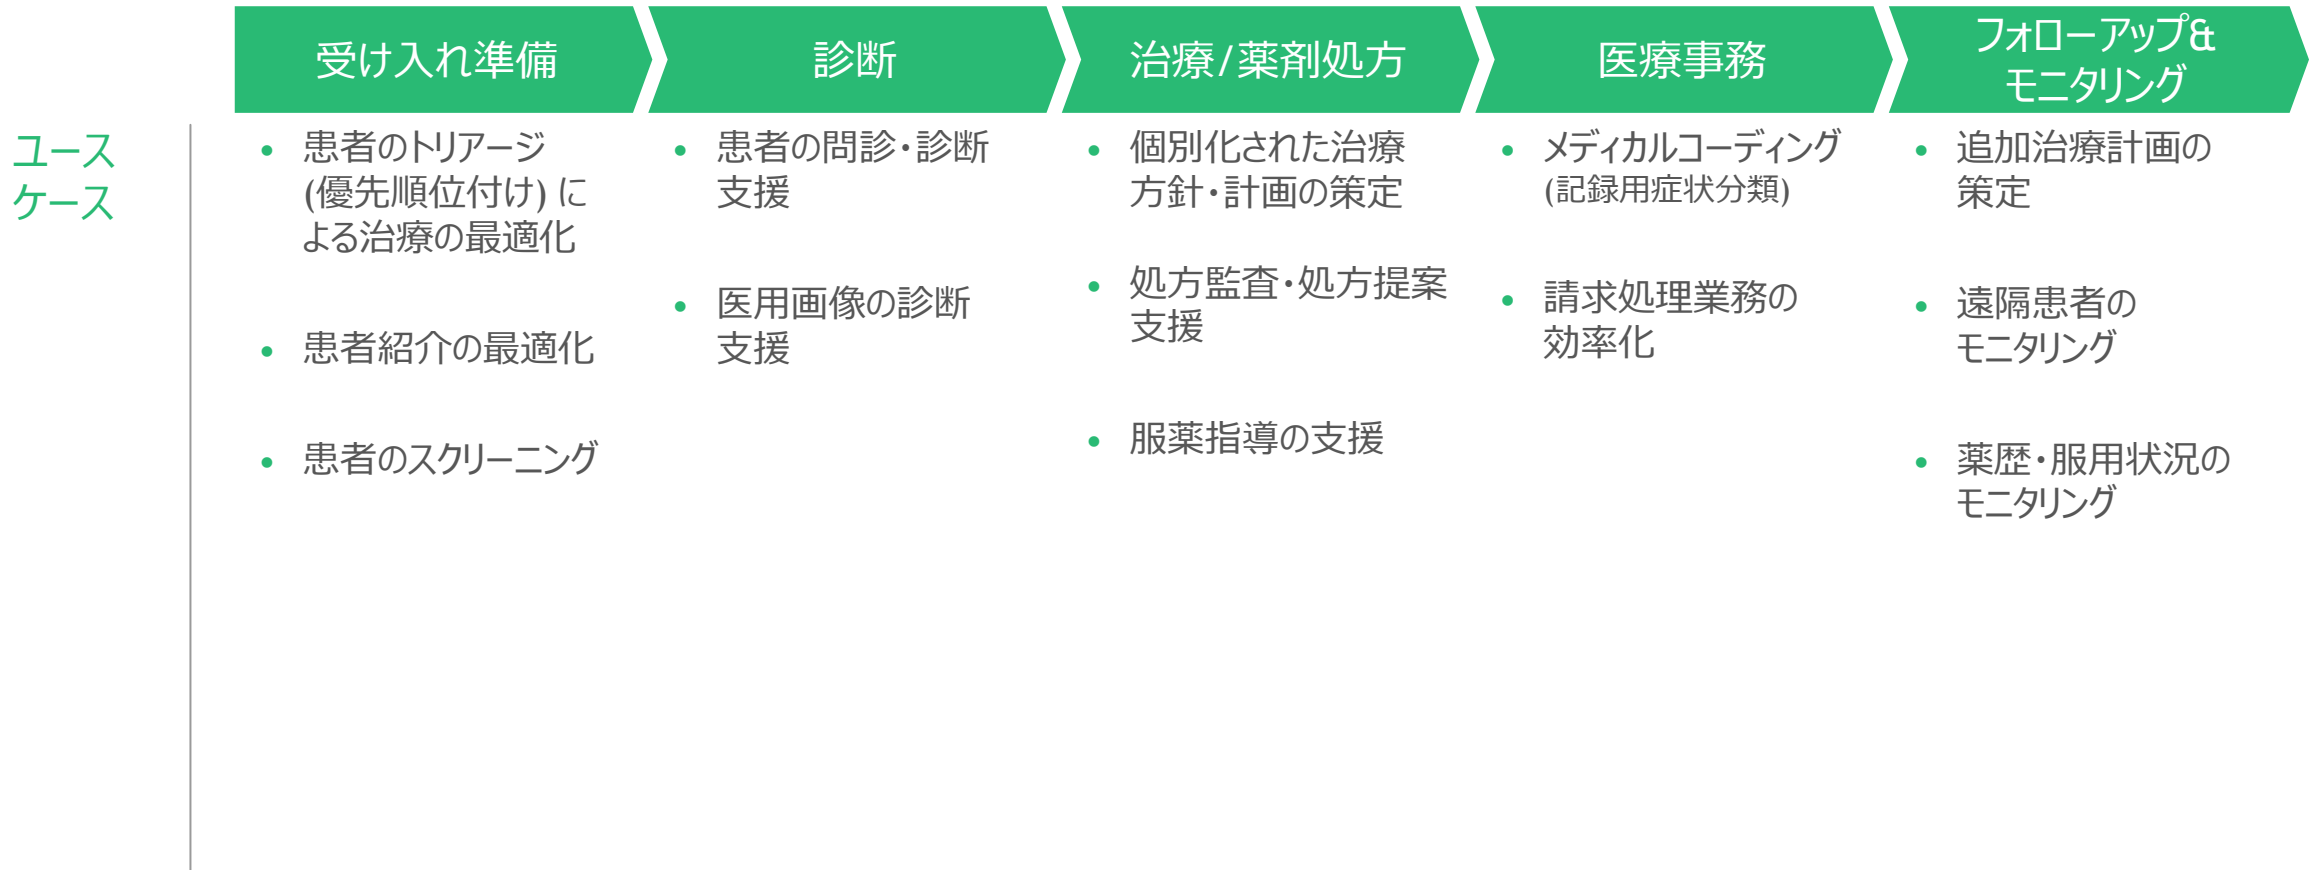 受け入れ準備
診断
治療/薬剤処方
医療事務
フォローアップ&
モニタリング
ユース
ケース
• 患者のトリアージ
(優先順位付け) に
よる治療の最適化
• 患者紹介の最適化
• 患者のスクリーニング
• 患者の問診・診断
支援
• 医用画像の診断
支援
• 個別化された治療
方針・計画の策定
• 処方監査・処方提案
支援
• 服薬指導の支援
• メディカルコーディング
(記録用症状分類)
• 請求処理業務の
効率化
• 追加治療計画の
策定
• 遠隔患者の
モニタリング
• 薬歴・服用状況の
モニタリング